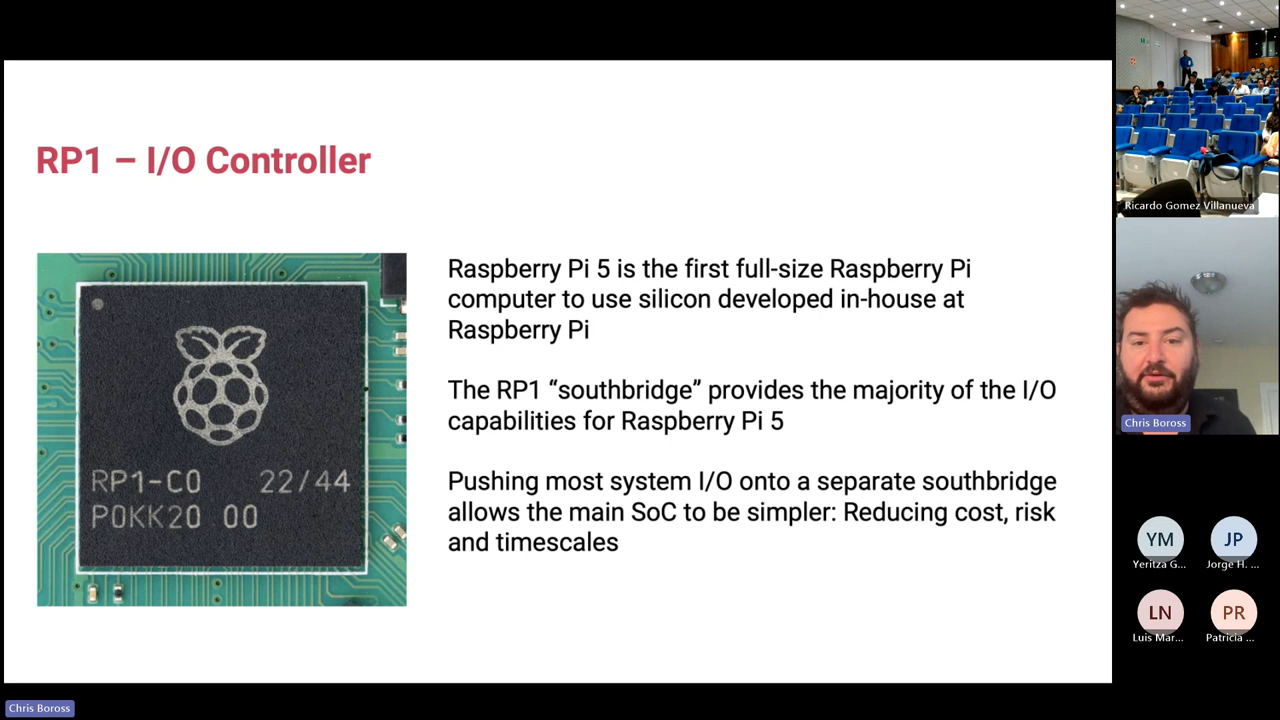 RP1 – I/O Controller
RP1-C0 22/44
P0KK20 00
Raspberry Pi 5 is the first full-size Raspberry Pi
computer to use silicon developed in-house at
Raspberry Pi
The RP1 “southbridge” provides the majority of the I/O
capabilities for Raspberry Pi 5
Pushing most system I/O onto a separate southbridge
allows the main SoC to be simpler: Reducing cost, risk
and timescales
Ricardo Gomez Villanueva
Chris Boross
YM JP
Yeritza G... Jorge H. ...
LN PR
Luis Mar... Patricia ...
Chris Boross